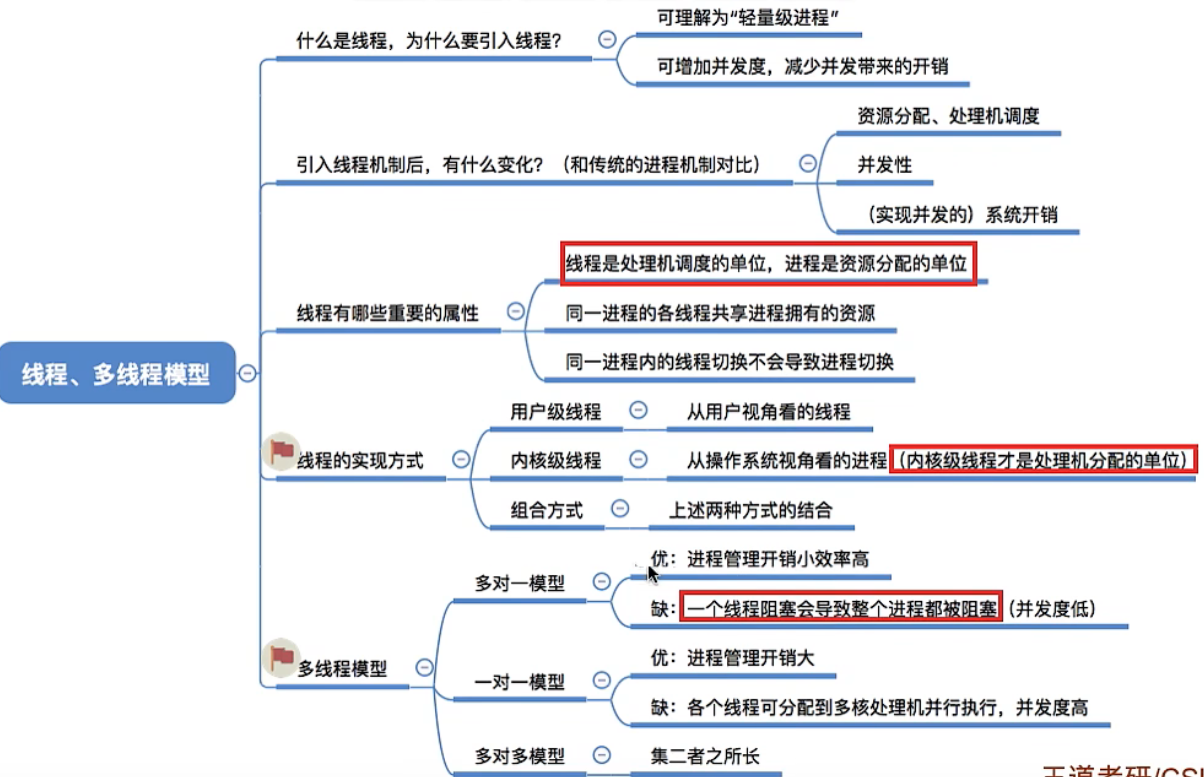 什么是线程，为什么要引入线程？
可理解为“轻量级进程”
可增加并发度，减少并发带来的开销
引入线程机制后，有什么变化？（和传统的进程机制对比）
资源分配、处理机调度
并发性
（实现并发的）系统开销
线程有哪些重要的属性
线程是处理机调度的单位，进程是资源分配的单位
同一进程的各线程共享进程拥有的资源
同一进程内的线程切换不会导致进程切换
线程、多线程模型
线程的实现方式
用户级线程
从用户视角看的线程
内核级线程
从操作系统视角看的进程（内核级线程才是处理机分配的单位）
组合方式
上述两种方式的结合
多线程模型
多对一模型
优：进程管理开销小效率高
缺：一个线程阻塞会导致整个进程都被阻塞（并发度低）
一对一模型
优：进程管理开销大
缺：各个线程可分配到多核处理机并行执行，并发度高
多对多模型
集二者之所长
王道考研/CS